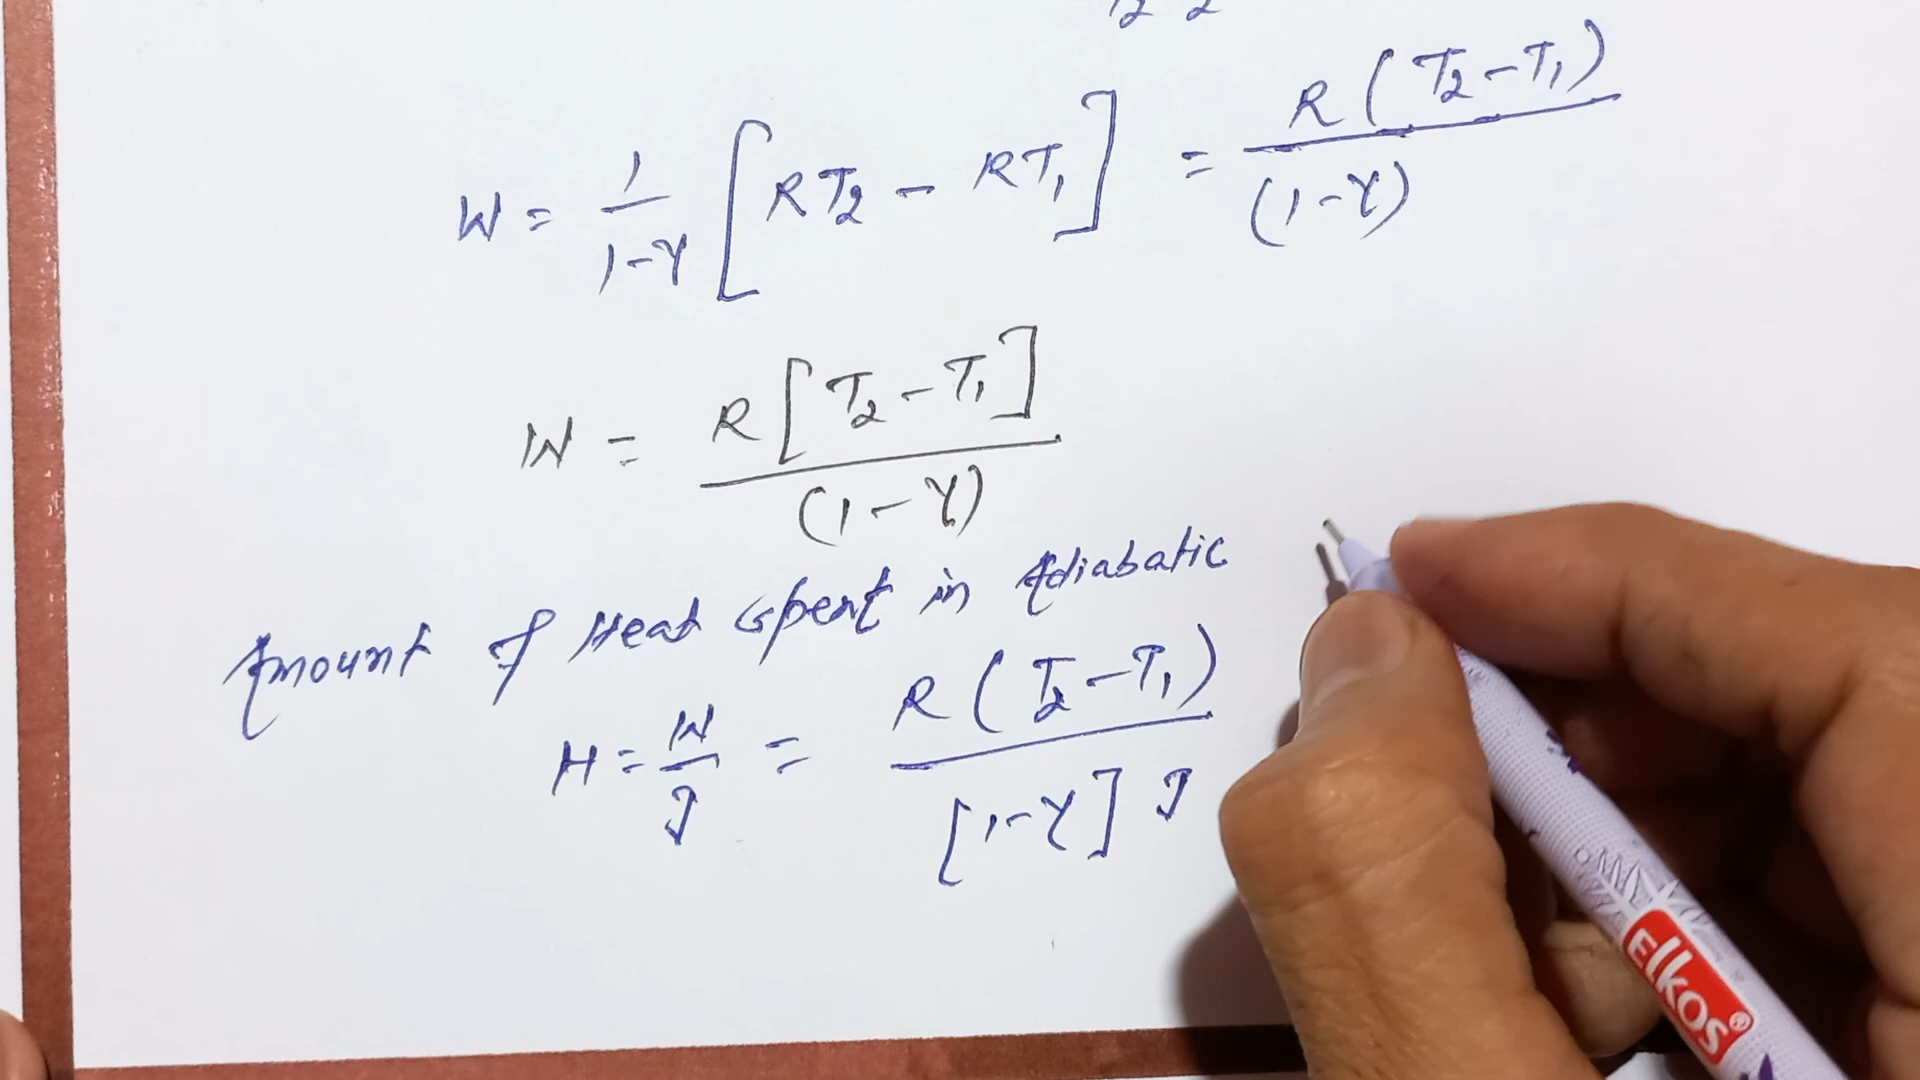 W = 1/(1-γ) [RT₂ - RT₁] = R(T₂-T₁)/(1-γ)
W = R[T₂-T₁]/(1-γ)
Amount of Heat spent in Adiabatic
H = W/J = R(T₂-T₁)/[1-γ]J
elkos®